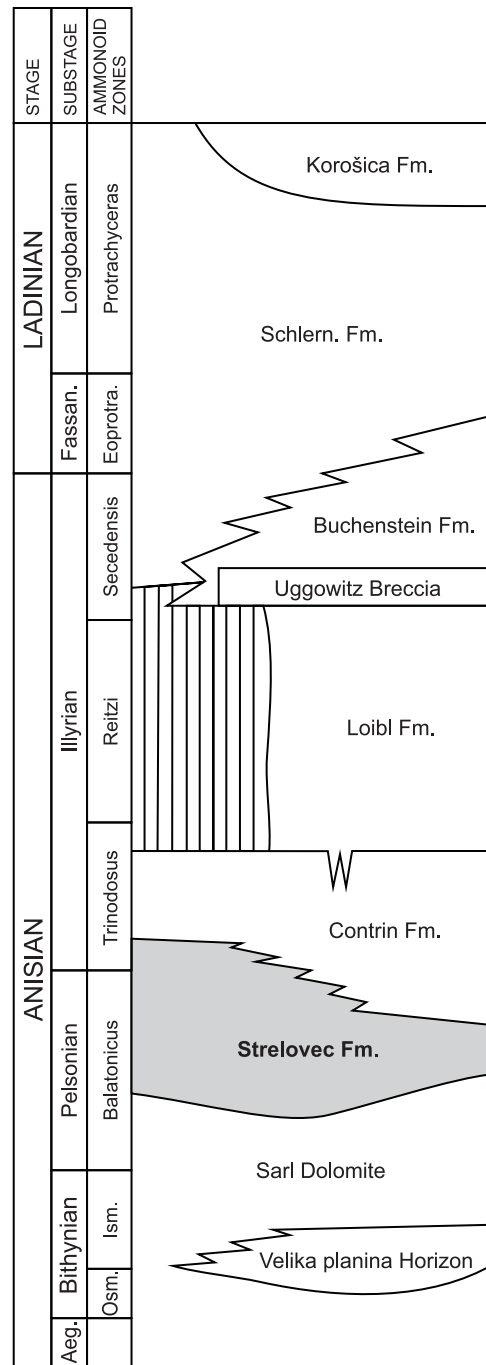 STAGE
SUBSTAGE
AMMONOID
ZONES
LADINIAN
ANISIAN
Longobardian
Fassan.
Illyrian
Pelsonian
Bithynian
Aeg.
Protrachyceras
Eoprotra.
Secedensis
Reitzi
Trinodosus
Balatonicus
Ism.
Osm.
Korošica Fm.
Schlern. Fm.
Buchenstein Fm.
Uggowitz Breccia
Loibl Fm.
Contrin Fm.
Strelovec Fm.
Sarl Dolomite
Velika planina Horizon